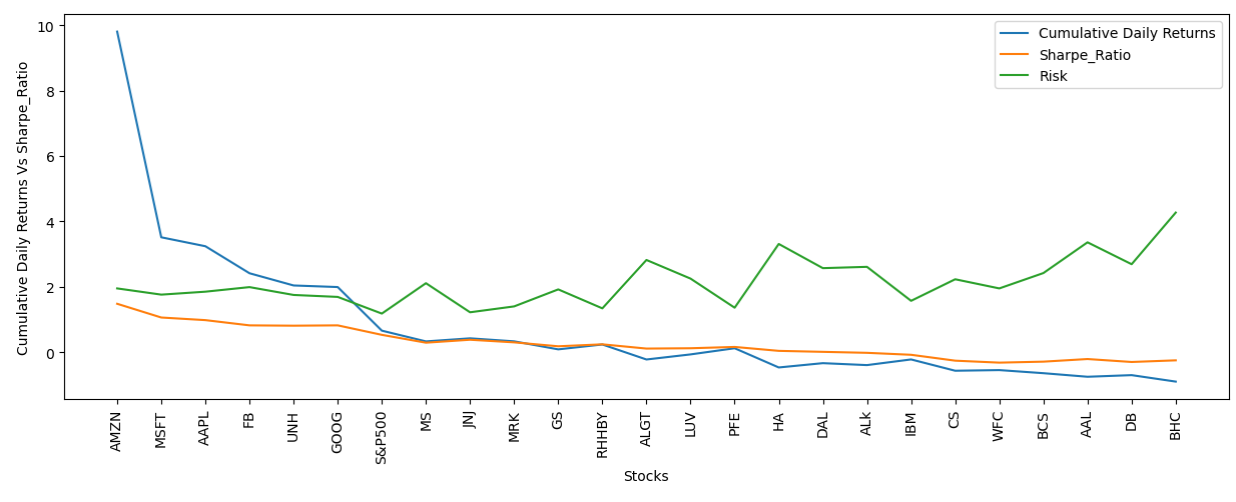 Cumulative Daily Returns Vs Sharpe_Ratio
10
8
6
4
2
0
Cumulative Daily Returns
Sharpe_Ratio
Risk
AMZN
MSFT
AAPL
FB
UNH
GOOG
S&P500
MS
JNJ
MRK
GS
RHHBY
ALGT
LUV
PFE
HA
DAL
ALk
IBM
CS
WFC
BCS
AAL
DB
BHC
Stocks